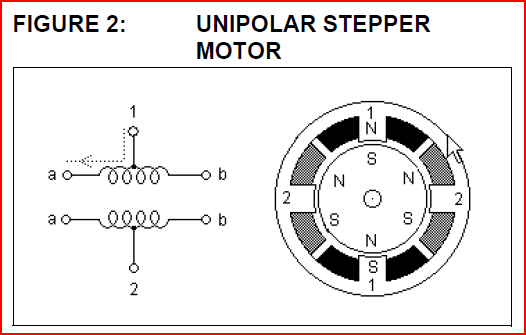 FIGURE 2: UNIPOLAR STEPPER
MOTOR
1
a b
a b
2
1
N
S
N N
2 2
S S
N
S
1